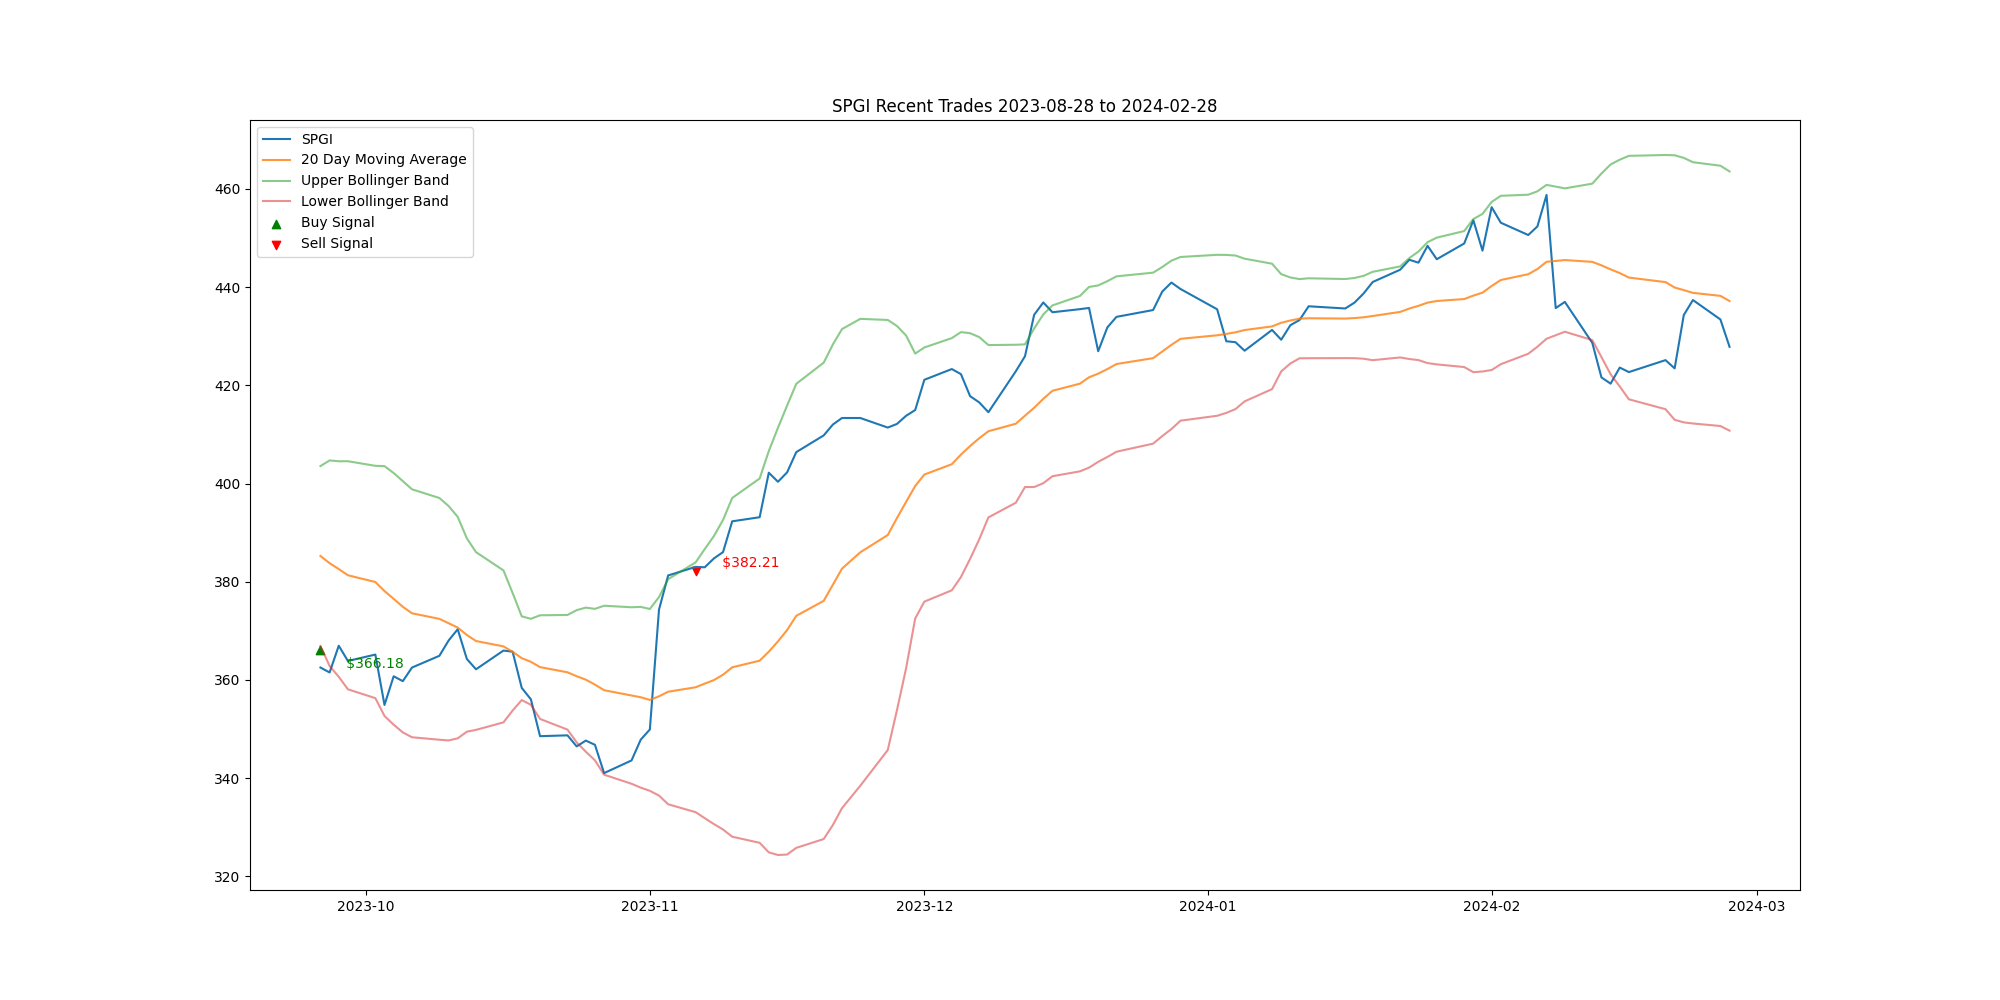 SPGI Recent Trades 2023-08-28 to 2024-02-28
SPGI
20 Day Moving Average
Upper Bollinger Band
Lower Bollinger Band
Buy Signal
Sell Signal
460
440
420
400
380
360
340
320
$382.21
$366.18
2023-10
2023-11
2023-12
2024-01
2024-02
2024-03